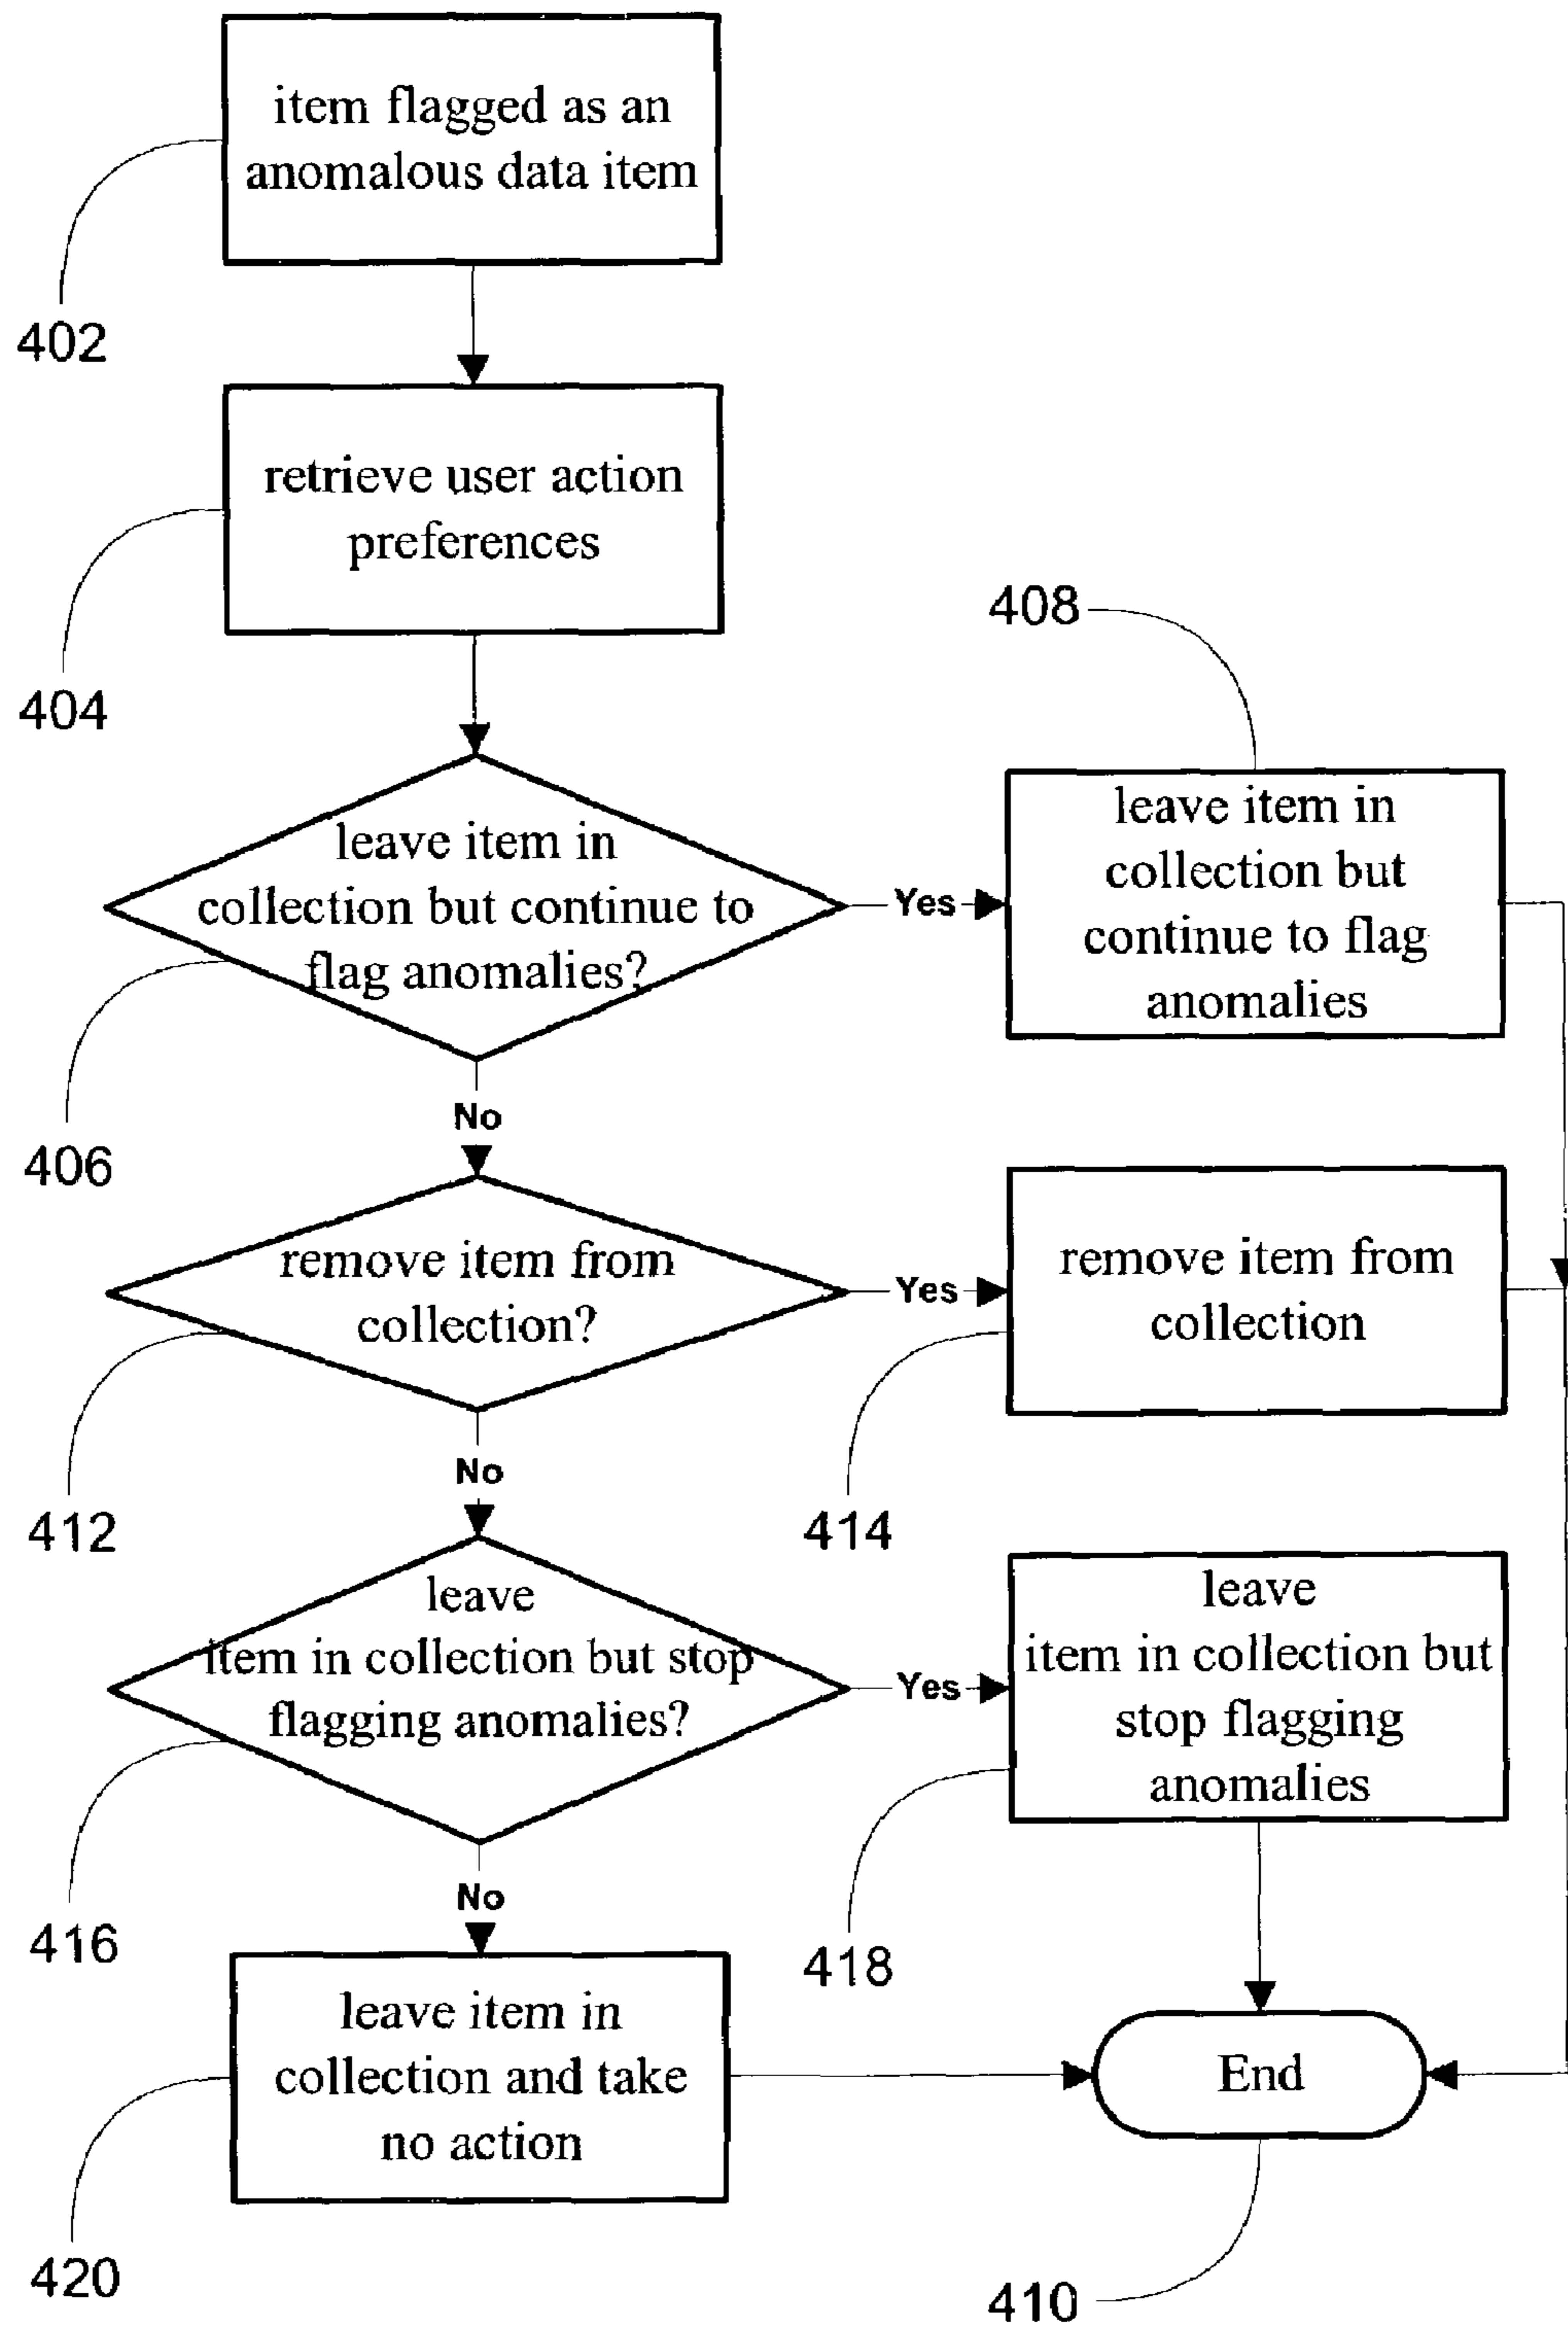 item flagged as an
anomalous data item
402
retrieve user action
preferences
404
408
leave item in
collection but continue to
flag anomalies?
406
Yes
leave item in
collection but
continue to flag
anomalies
No
remove item from
collection?
412
Yes
remove item from
collection
414
No
leave
item in collection but stop
flagging anomalies?
416
Yes
leave
item in collection but
stop flagging
anomalies
418
No
leave item in
collection and take
no action
420
End
410